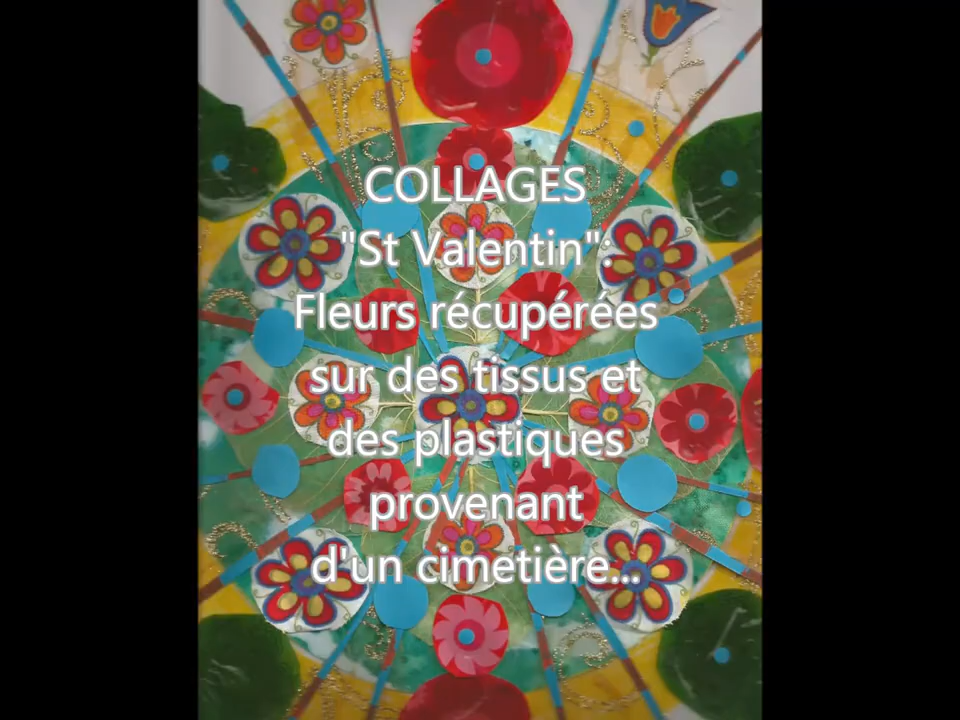 COLLAGES
"St Valentin":
Fleurs récupérées
sur des tissus et
des plastiques
provenant
d'un cimetière...